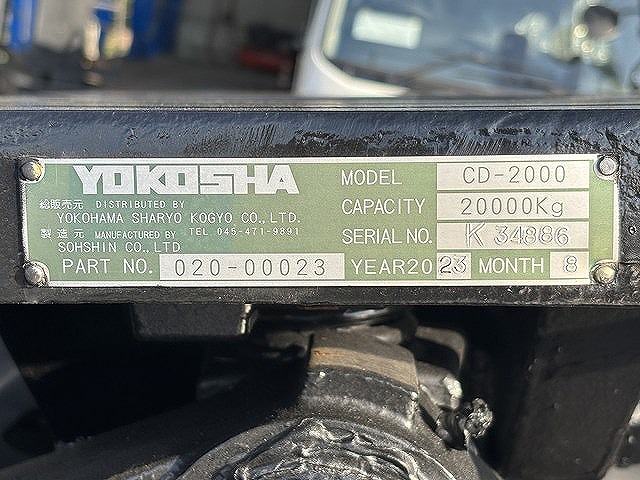 YOKOSHA
総販売元 DISTRIBUTED BY
YOKOHAMA SHARYO KOGYO CO., LTD.
TEL 045-471-9891
製造元 MANUFACTURED BY
SOHSHIN CO., LTD
PART NO. 020-00023
MODEL CD-2000
CAPACITY 20000Kg
SERIAL NO. K 34886
YEAR2023 MONTH 8